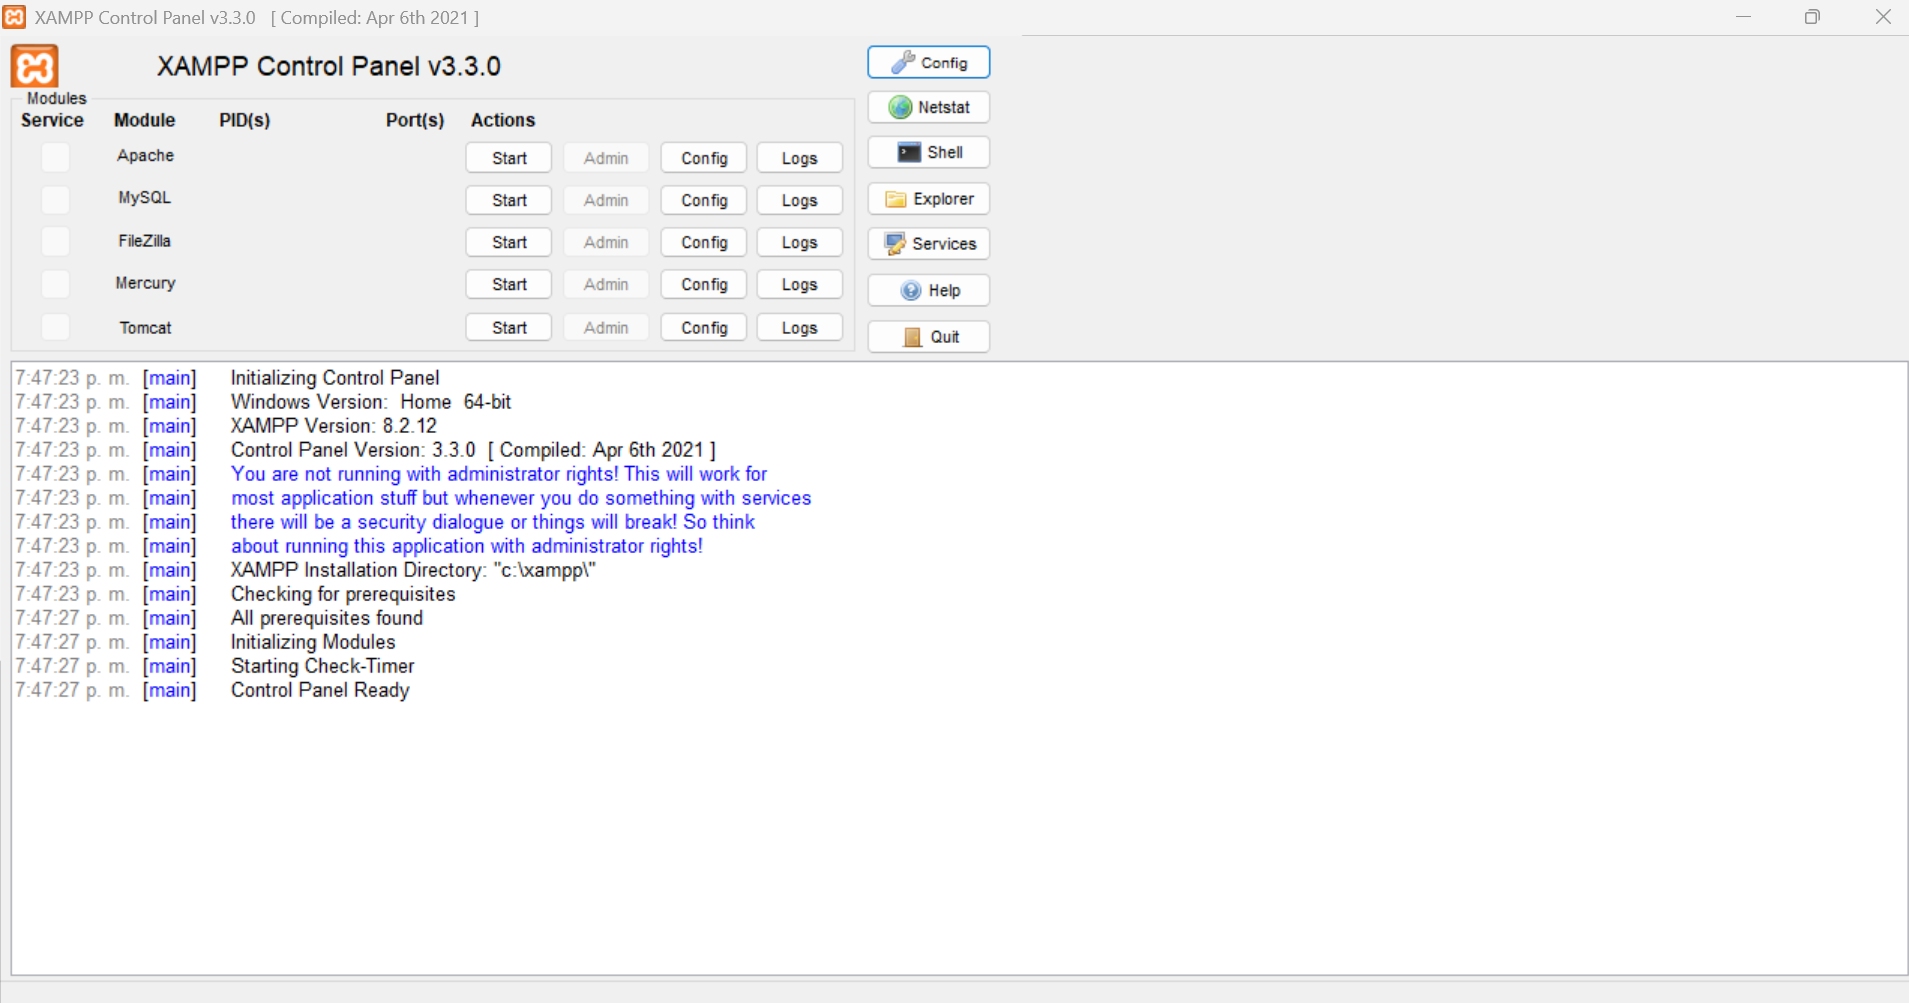 XAMPP Control Panel v3.3.0 [ Compiled: Apr 6th 2021 ]
XAMPP Control Panel v3.3.0
Modules
Service Module PID(s) Port(s) Actions
Apache Start Admin Config Logs
MySQL Start Admin Config Logs
FileZilla Start Admin Config Logs
Mercury Start Admin Config Logs
Tomcat Start Admin Config Logs
Config
Netstat
Shell
Explorer
Services
Help
Quit
7:47:23 p. m. [main] Initializing Control Panel
7:47:23 p. m. [main] Windows Version: Home 64-bit
7:47:23 p. m. [main] XAMPP Version: 8.2.12
7:47:23 p. m. [main] Control Panel Version: 3.3.0 [ Compiled: Apr 6th 2021 ]
7:47:23 p. m. [main] You are not running with administrator rights! This will work for
7:47:23 p. m. [main] most application stuff but whenever you do something with services
7:47:23 p. m. [main] there will be a security dialogue or things will break! So think
7:47:23 p. m. [main] about running this application with administrator rights!
7:47:23 p. m. [main] XAMPP Installation Directory: "c:\xampp\"
7:47:23 p. m. [main] Checking for prerequisites
7:47:27 p. m. [main] All prerequisites found
7:47:27 p. m. [main] Initializing Modules
7:47:27 p. m. [main] Starting Check-Timer
7:47:27 p. m. [main] Control Panel Ready